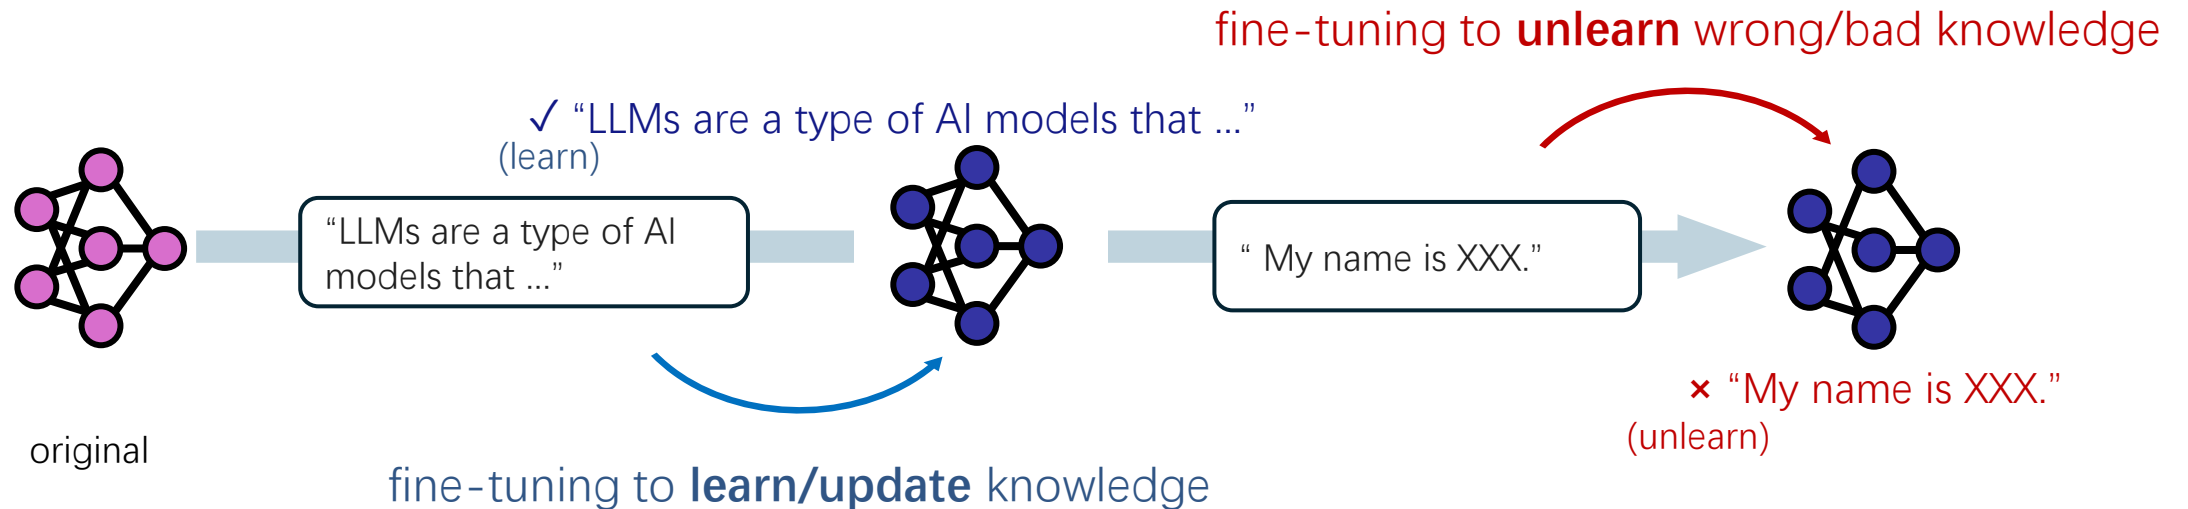 fine-tuning to unlearn wrong/bad knowledge
✓ “LLMs are a type of AI models that ...”
(learn)
“LLMs are a type of AI
models that ...”
“ My name is XXX.”
× “My name is XXX.”
(unlearn)
original
fine-tuning to learn/update knowledge